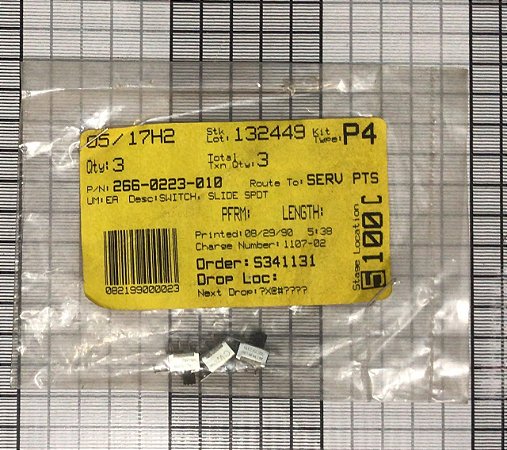 05/17H2 Stk Lot: 132449 Kit Type: P4
Qty: 3 Total Txn Qty: 3
P/N: 266-0223-010 Route To: SERV PTS
UM: EA Desc: SWITCH, SLIDE SPDT
PFRM: LENGTH:
Printed: 08/29/90 5:38
Charge Number: 1107-02
Order: S341131
Drop Loc:
Next Drop: ?X@#????
082199000023
Stage Location
100C